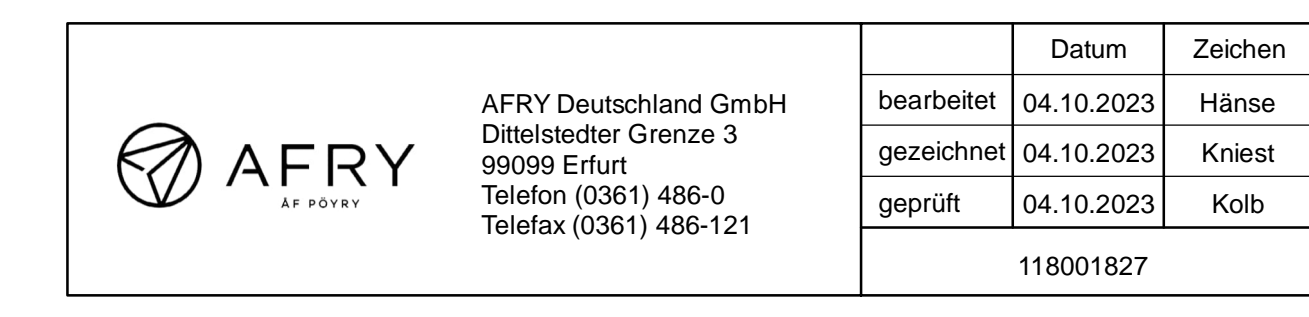 AFRY
ÅF PÖYRY
AFRY Deutschland GmbH
Dittelstedter Grenze 3
99099 Erfurt
Telefon (0361) 486-0
Telefax (0361) 486-121
Datum Zeichen
bearbeitet 04.10.2023 Hänse
gezeichnet 04.10.2023 Kniest
geprüft 04.10.2023 Kolb
118001827